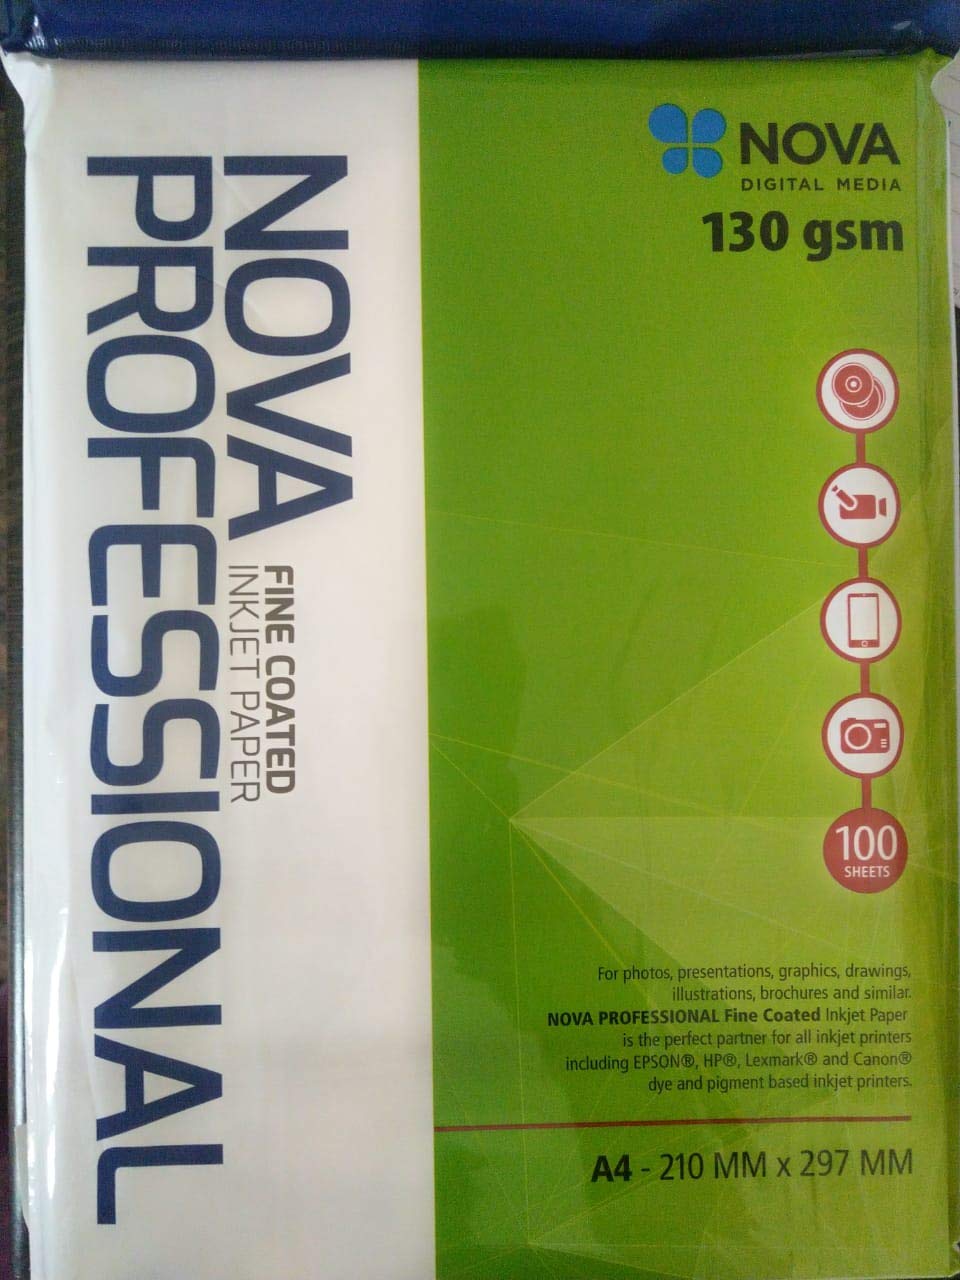 NOVA
DIGITAL MEDIA
130 gsm
NOVA
PROFESSIONAL
FINE COATED
INKJET PAPER
100
SHEETS
For photos, presentations, graphics, drawings,
illustrations, brochures and similar.
NOVA PROFESSIONAL Fine Coated Inkjet Paper
is the perfect partner for all inkjet printers
including EPSON®, HP®, Lexmark® and Canon®
dye and pigment based inkjet printers.
A4 - 210 MM x 297 MM